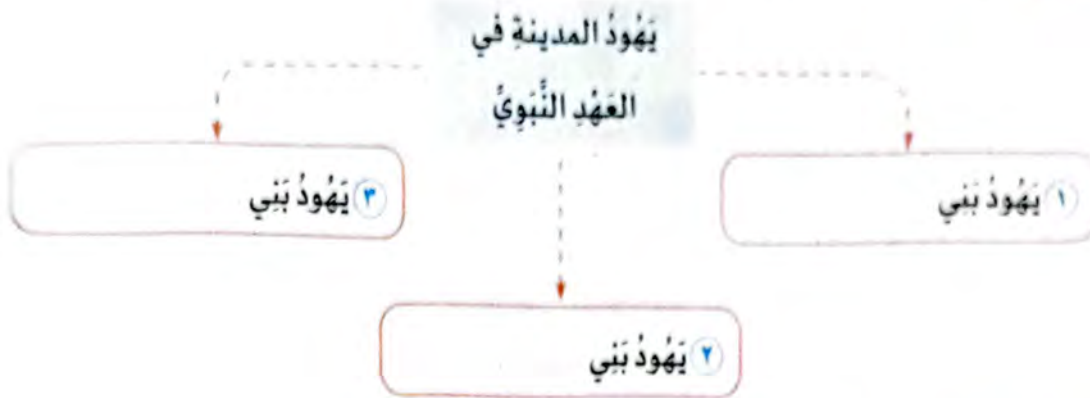 يَهُودُ المدينةِ في
العَهْدِ النَّبَوِيِّ
١ يَهُودُ بَنِي
٢ يَهُودُ بَنِي
٣ يَهُودُ بَنِي